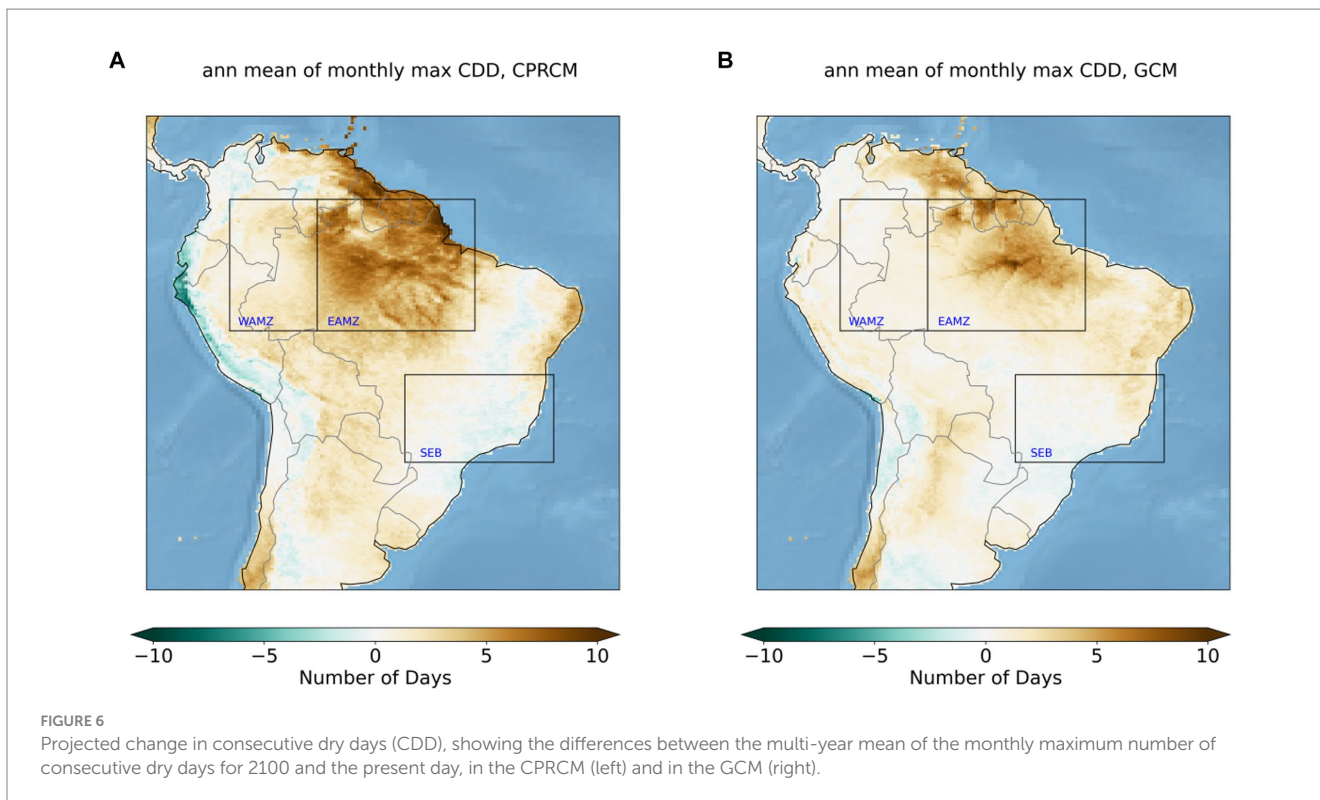 A
ann mean of monthly max CDD, CPRCM
WAMZ
EAMZ
SEB
−10 −5 0 5 10
Number of Days
B
ann mean of monthly max CDD, GCM
WAMZ
EAMZ
SEB
−10 −5 0 5 10
Number of Days
FIGURE 6
Projected change in consecutive dry days (CDD), showing the differences between the multi-year mean of the monthly maximum number of
consecutive dry days for 2100 and the present day, in the CPRCM (left) and in the GCM (right).